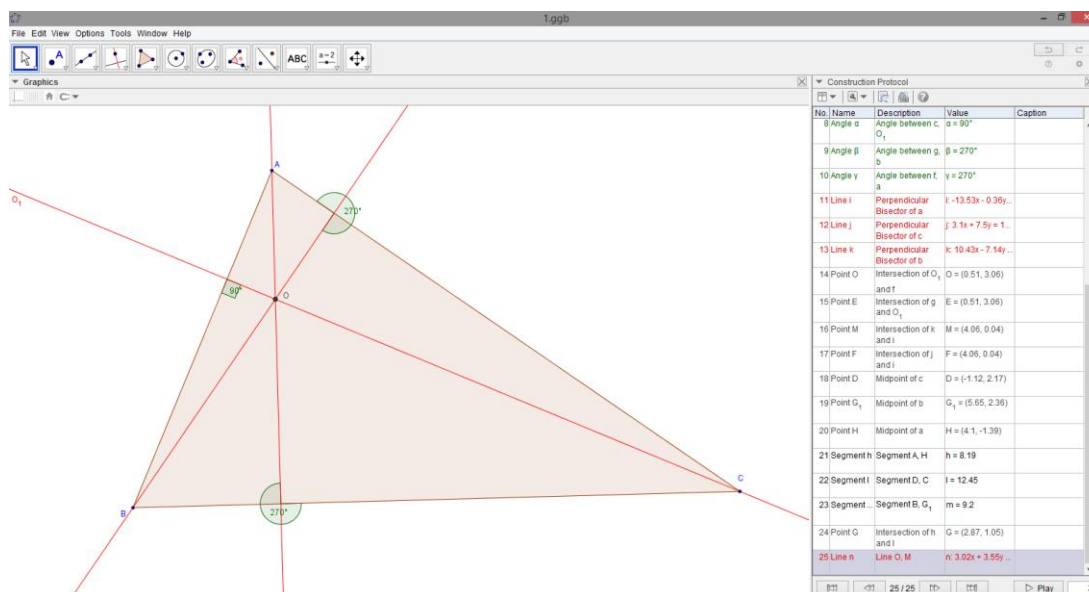 1.ggb
File Edit View Options Tools Window Help
ABC
a=2
Graphics
Construction Protocol
No. Name Description Value Caption
8 Angle α Angle between c, O₁ α = 90°
9 Angle β Angle between g, b β = 270°
10 Angle γ Angle between f, a γ = 270°
11 Line i Perpendicular Bisector of a i: -13.53x - 0.36y...
12 Line j Perpendicular Bisector of c j: 3.1x + 7.5y = 1...
13 Line k Perpendicular Bisector of b k: 10.43x - 7.14y ...
14 Point O Intersection of O₁ and f O = (0.51, 3.06)
15 Point E Intersection of g and O₁ E = (0.51, 3.06)
16 Point M Intersection of k and i M = (4.06, 0.04)
17 Point F Intersection of j and i F = (4.06, 0.04)
18 Point D Midpoint of c D = (-1.12, 2.17)
19 Point G₁ Midpoint of b G₁ = (5.65, 2.36)
20 Point H Midpoint of a H = (4.1, -1.39)
21 Segment h Segment A, H h = 8.19
22 Segment l Segment D, C l = 12.45
23 Segment ... Segment B, G₁ m = 9.2
24 Point G Intersection of h and l G = (2.87, 1.05)
25 Line n Line O, M n: 3.02x + 3.55y ...
25 / 25
Play
A
O₁
270°
90°
O
C
B
270°